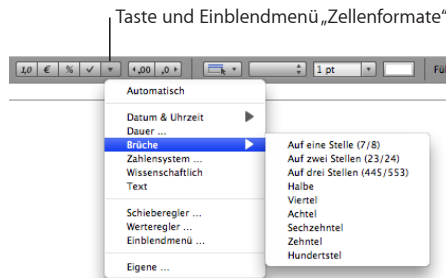 Taste und Einblendmenü „Zellenformate“
1,0 € % ✓ ,00 ,0 1 pt Fül
Automatisch
Datum & Uhrzeit
Dauer ...
Brüche
Zahlensystem ...
Wissenschaftlich
Text
Schieberegler ...
Werteregler ...
Einblendmenü ...
Eigene ...
Auf eine Stelle (7/8)
Auf zwei Stellen (23/24)
Auf drei Stellen (445/553)
Halbe
Viertel
Achtel
Sechzehntel
Zehntel
Hundertstel